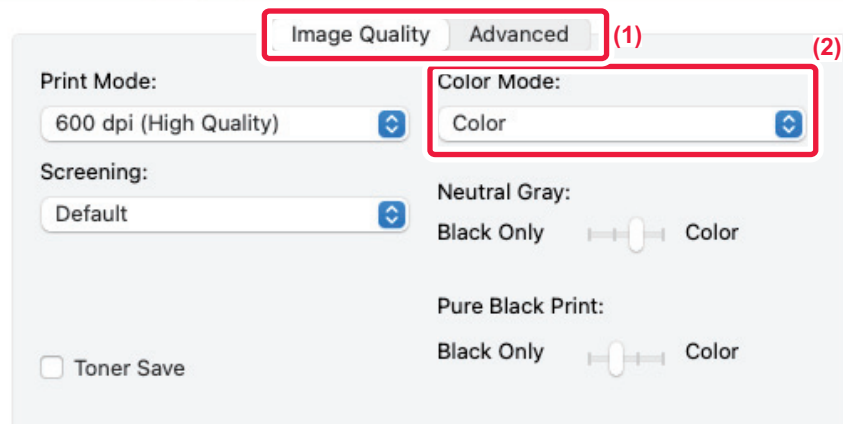 Image Quality Advanced (1)
(2)
Print Mode:
600 dpi (High Quality)
Screening:
Default
Toner Save
Color Mode:
Color
Neutral Gray:
Black Only Color
Pure Black Print:
Black Only Color